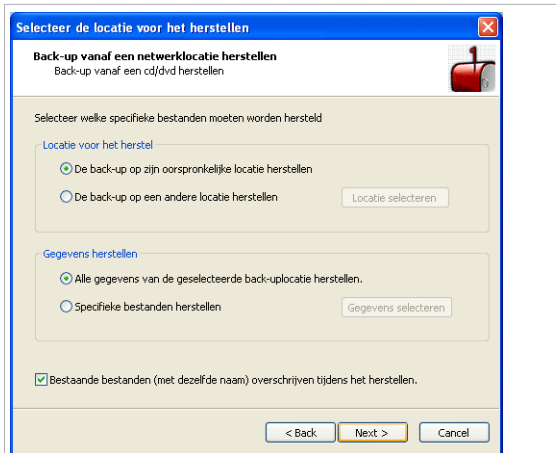 Selecteer de locatie voor het herstellen
Back-up vanaf een netwerklocatie herstellen
Back-up vanaf een cd/dvd herstellen
Selecteer welke specifieke bestanden moeten worden hersteld
Locatie voor het herstel
De back-up op zijn oorspronkelijke locatie herstellen
De back-up op een andere locatie herstellen
Locatie selecteren
Gegevens herstellen
Alle gegevens van de geselecteerde back-uplocatie herstellen.
Specifieke bestanden herstellen
Gegevens selecteren
Bestaande bestanden (met dezelfde naam) overschrijven tijdens het herstellen.
< Back
Next >
Cancel